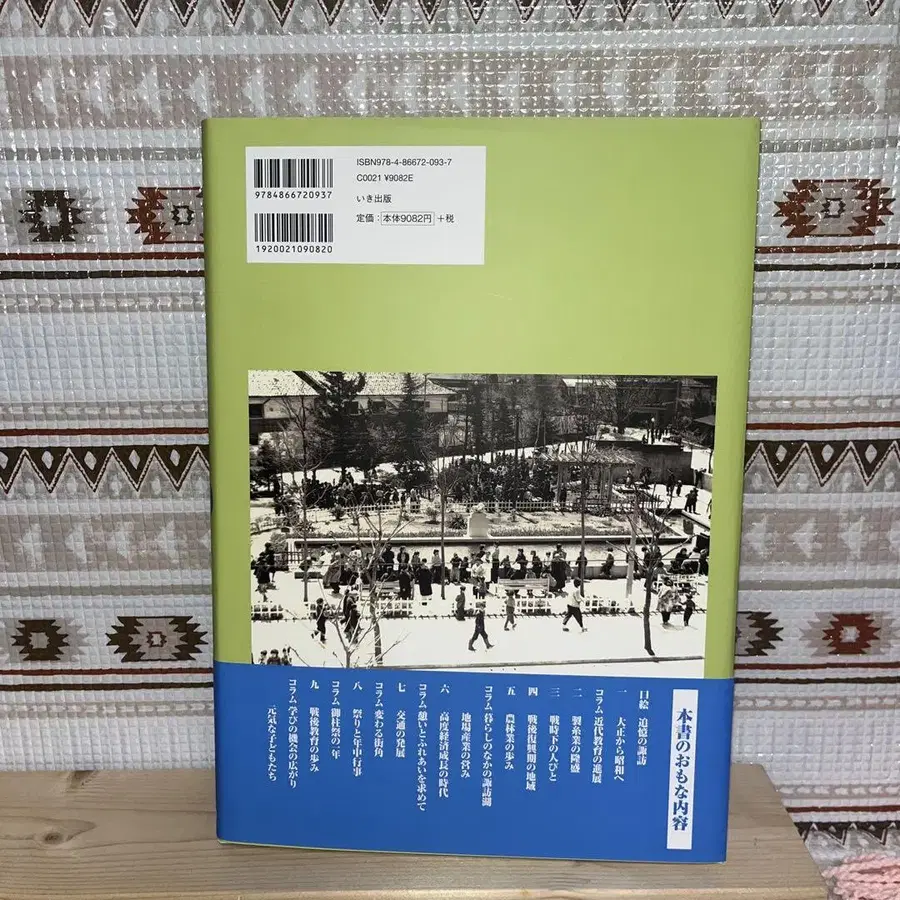 ISBN978-4-86672-093-7
C0021 ¥9082E
いき出版
定価：本体9082円+税
9784866720937
1920021090820
本書のおもな内容
口絵 追憶の諏訪
一 大正から昭和へ
コラム 近代教育の進展
二 製糸業の隆盛
三 戦時下の人びと
四 戦後復興期の地域
五 農林業の歩み
コラム 暮らしのなかの諏訪湖
地場産業の営み
六 高度経済成長の時代
コラム 憩いとふれあいを求めて
七 交通の発展
コラム 変わる街角
八 祭りと年中行事
コラム 御柱祭の一年
九 戦後教育の歩み
コラム 学びの機会の広がり
元気な子どもたち